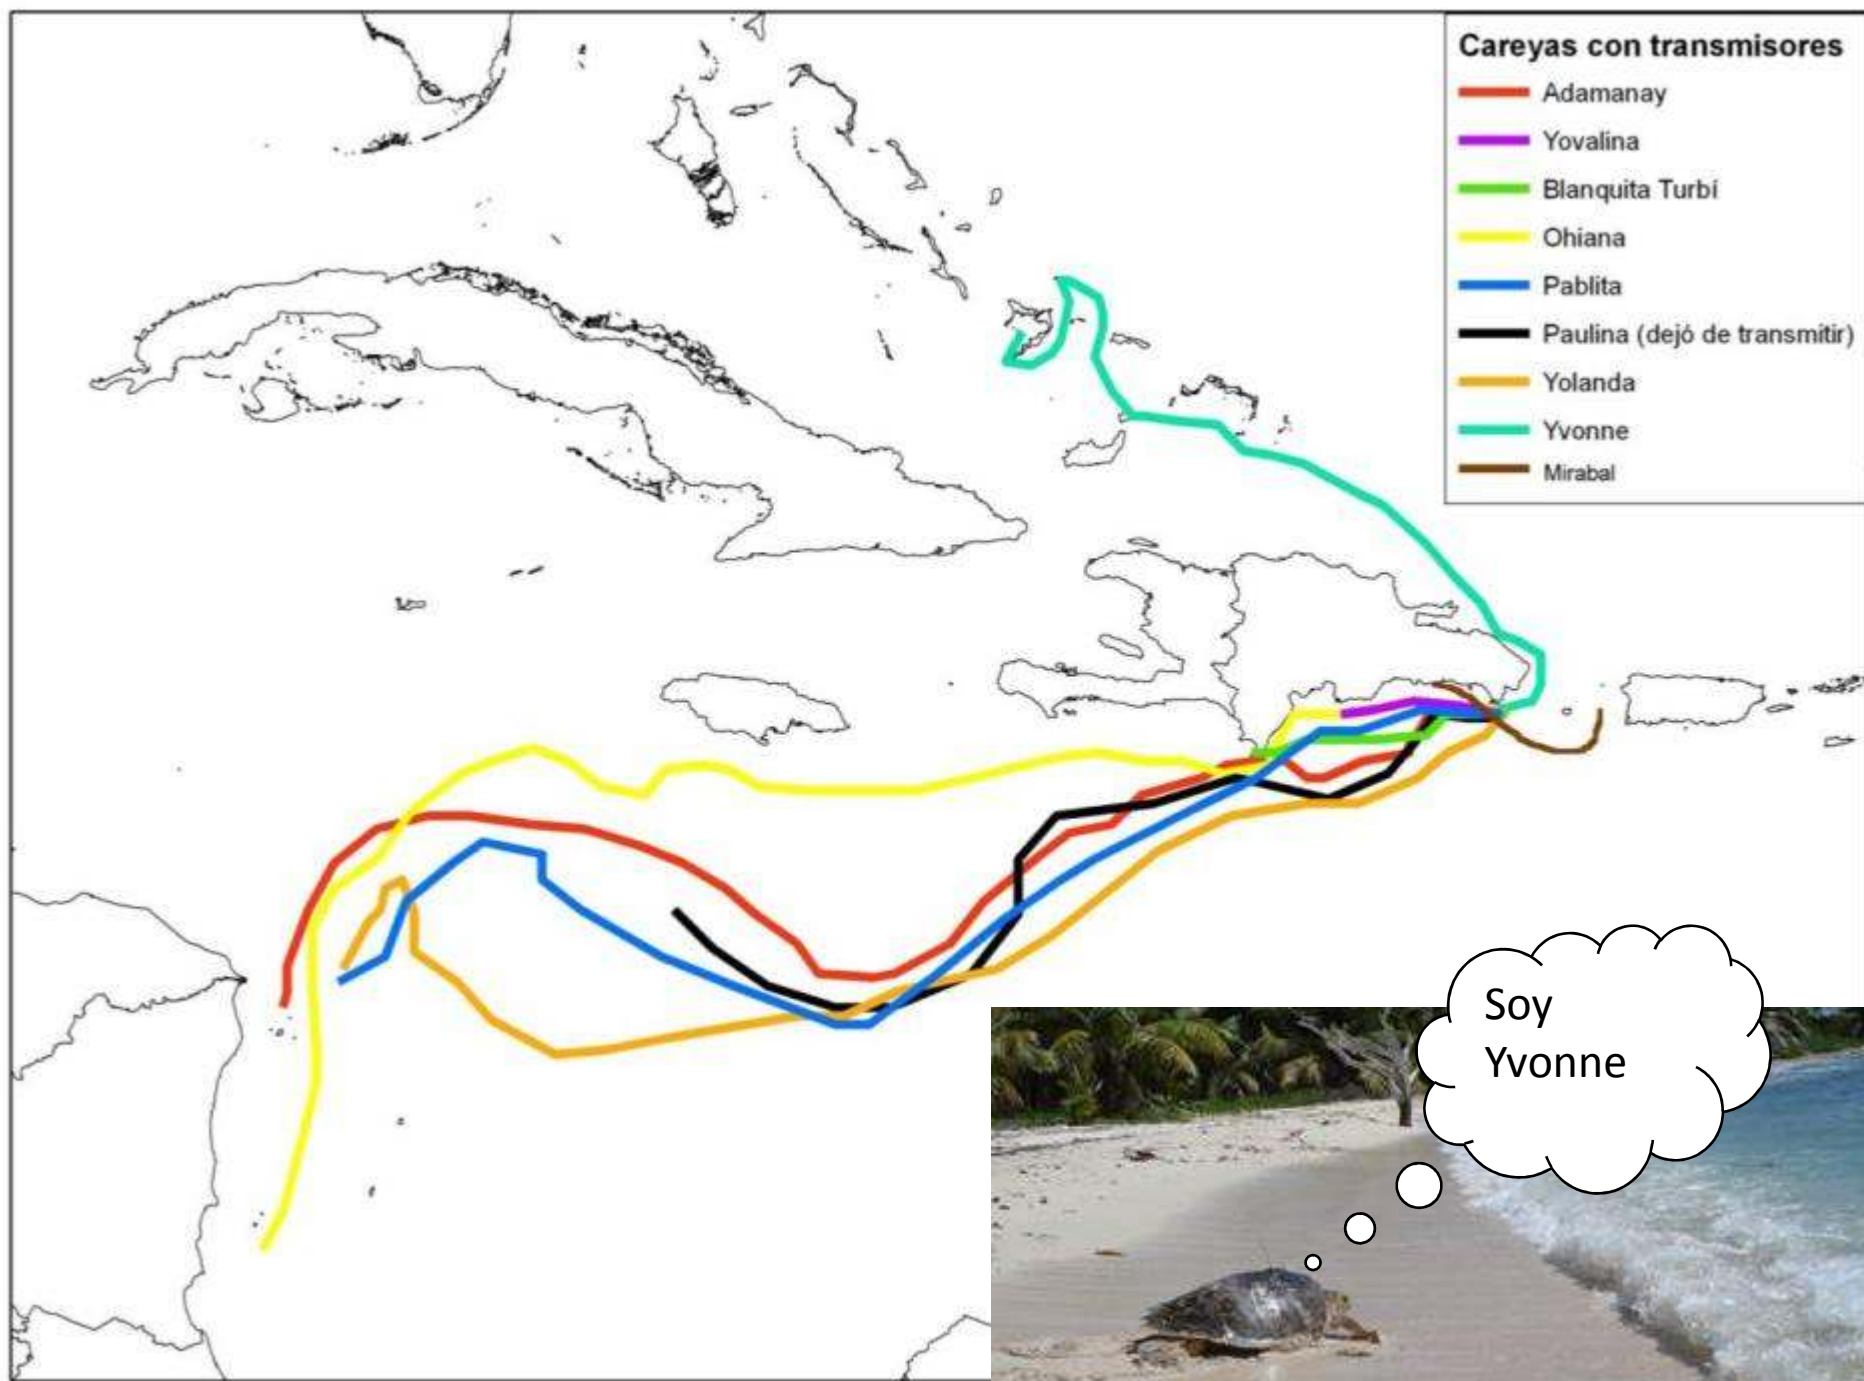 Careyas con transmisores
Adamanay
Yovalina
Blanquita Turbí
Ohiana
Pablita
Paulina (dejó de transmitir)
Yolanda
Yvonne
Mirabal
Soy
Yvonne